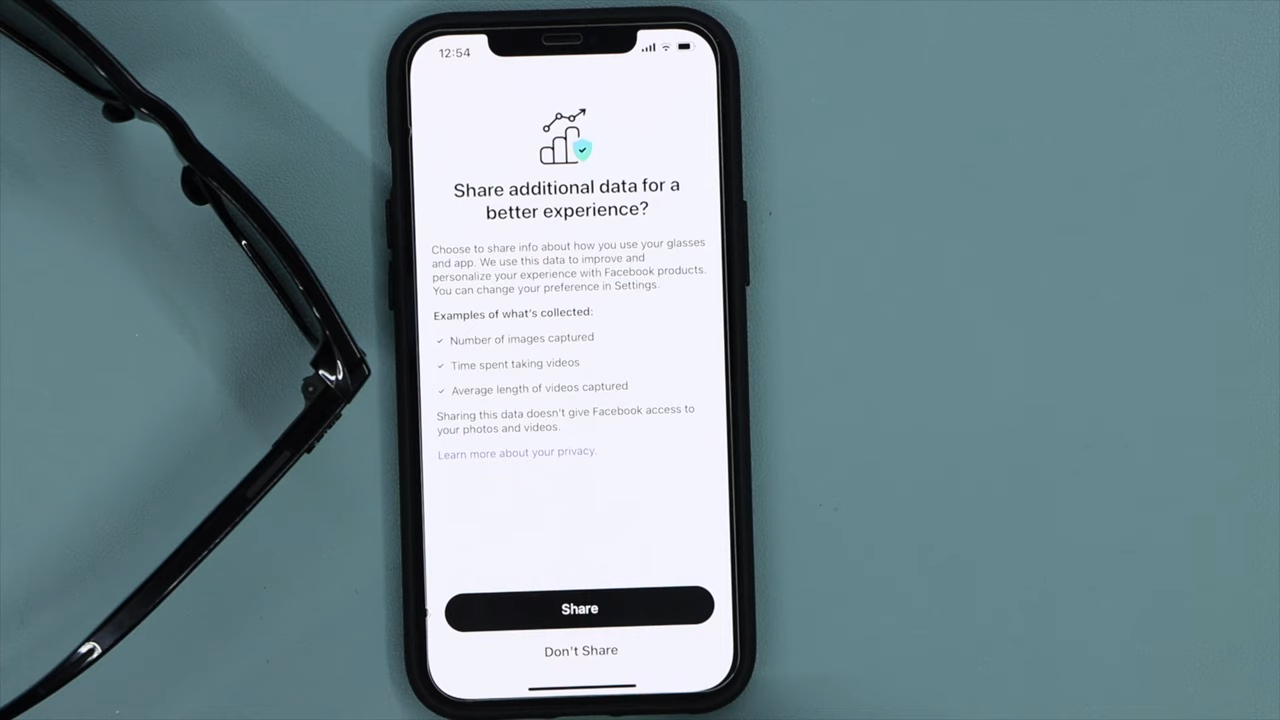 12:54
Share additional data for a
better experience?
Choose to share info about how you use your glasses
and app. We use this data to improve and
personalize your experience with Facebook products.
You can change your preference in Settings.
Examples of what's collected:
Number of images captured
Time spent taking videos
Average length of videos captured
Sharing this data doesn't give Facebook access to
your photos and videos.
Learn more about your privacy.
Share
Don't Share